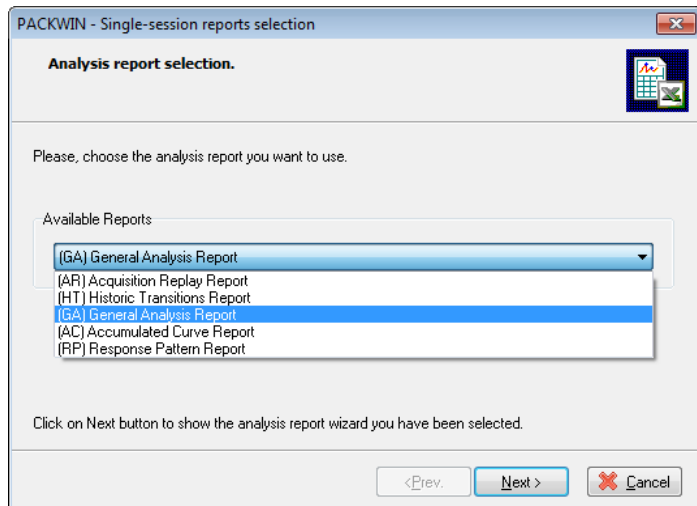 PACKWIN - Single-session reports selection
Analysis report selection.
Please, choose the analysis report you want to use.
Available Reports
(GA) General Analysis Report
(AR) Acquisition Replay Report
(HT) Historic Transitions Report
(GA) General Analysis Report
(AC) Accumulated Curve Report
(RP) Response Pattern Report
Click on Next button to show the analysis report wizard you have been selected.
<Prev.
Next >
Cancel